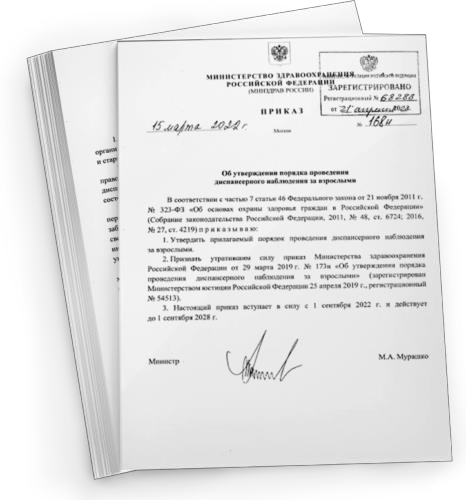 МИНИСТЕРСТВО ЗДРАВООХРАНЕНИЯ
РОССИЙСКОЙ ФЕДЕРАЦИИ
(МИНЗДРАВ РОССИИ)
ЗАРЕГИСТРИРОВАНО
Регистрационный № 68288
от 21 апреля 2022
ПРИКАЗ
15 марта 2022 г.
Москва
№ 168н
Об утверждении порядка проведения
диспансерного наблюдения за взрослыми
В соответствии с частью 7 статьи 46 Федерального закона от 21 ноября 2011 г.
№ 323-ФЗ «Об основах охраны здоровья граждан в Российской Федерации»
(Собрание законодательства Российской Федерации, 2011, № 48, ст. 6724; 2016,
№ 27, ст. 4219) п р и к а з ы в а ю:
1. Утвердить прилагаемый порядок проведения диспансерного наблюдения
за взрослыми.
2. Признать утратившим силу приказ Министерства здравоохранения
Российской Федерации от 29 марта 2019 г. № 173н «Об утверждении порядка
проведения диспансерного наблюдения за взрослыми» (зарегистрирован
Министерством юстиции Российской Федерации 25 апреля 2019 г., регистрационный
№ 54513).
3. Настоящий приказ вступает в силу с 1 сентября 2022 г. и действует
до 1 сентября 2028 г.
Министр
М.А. Мурашко
1.
органи
и стар